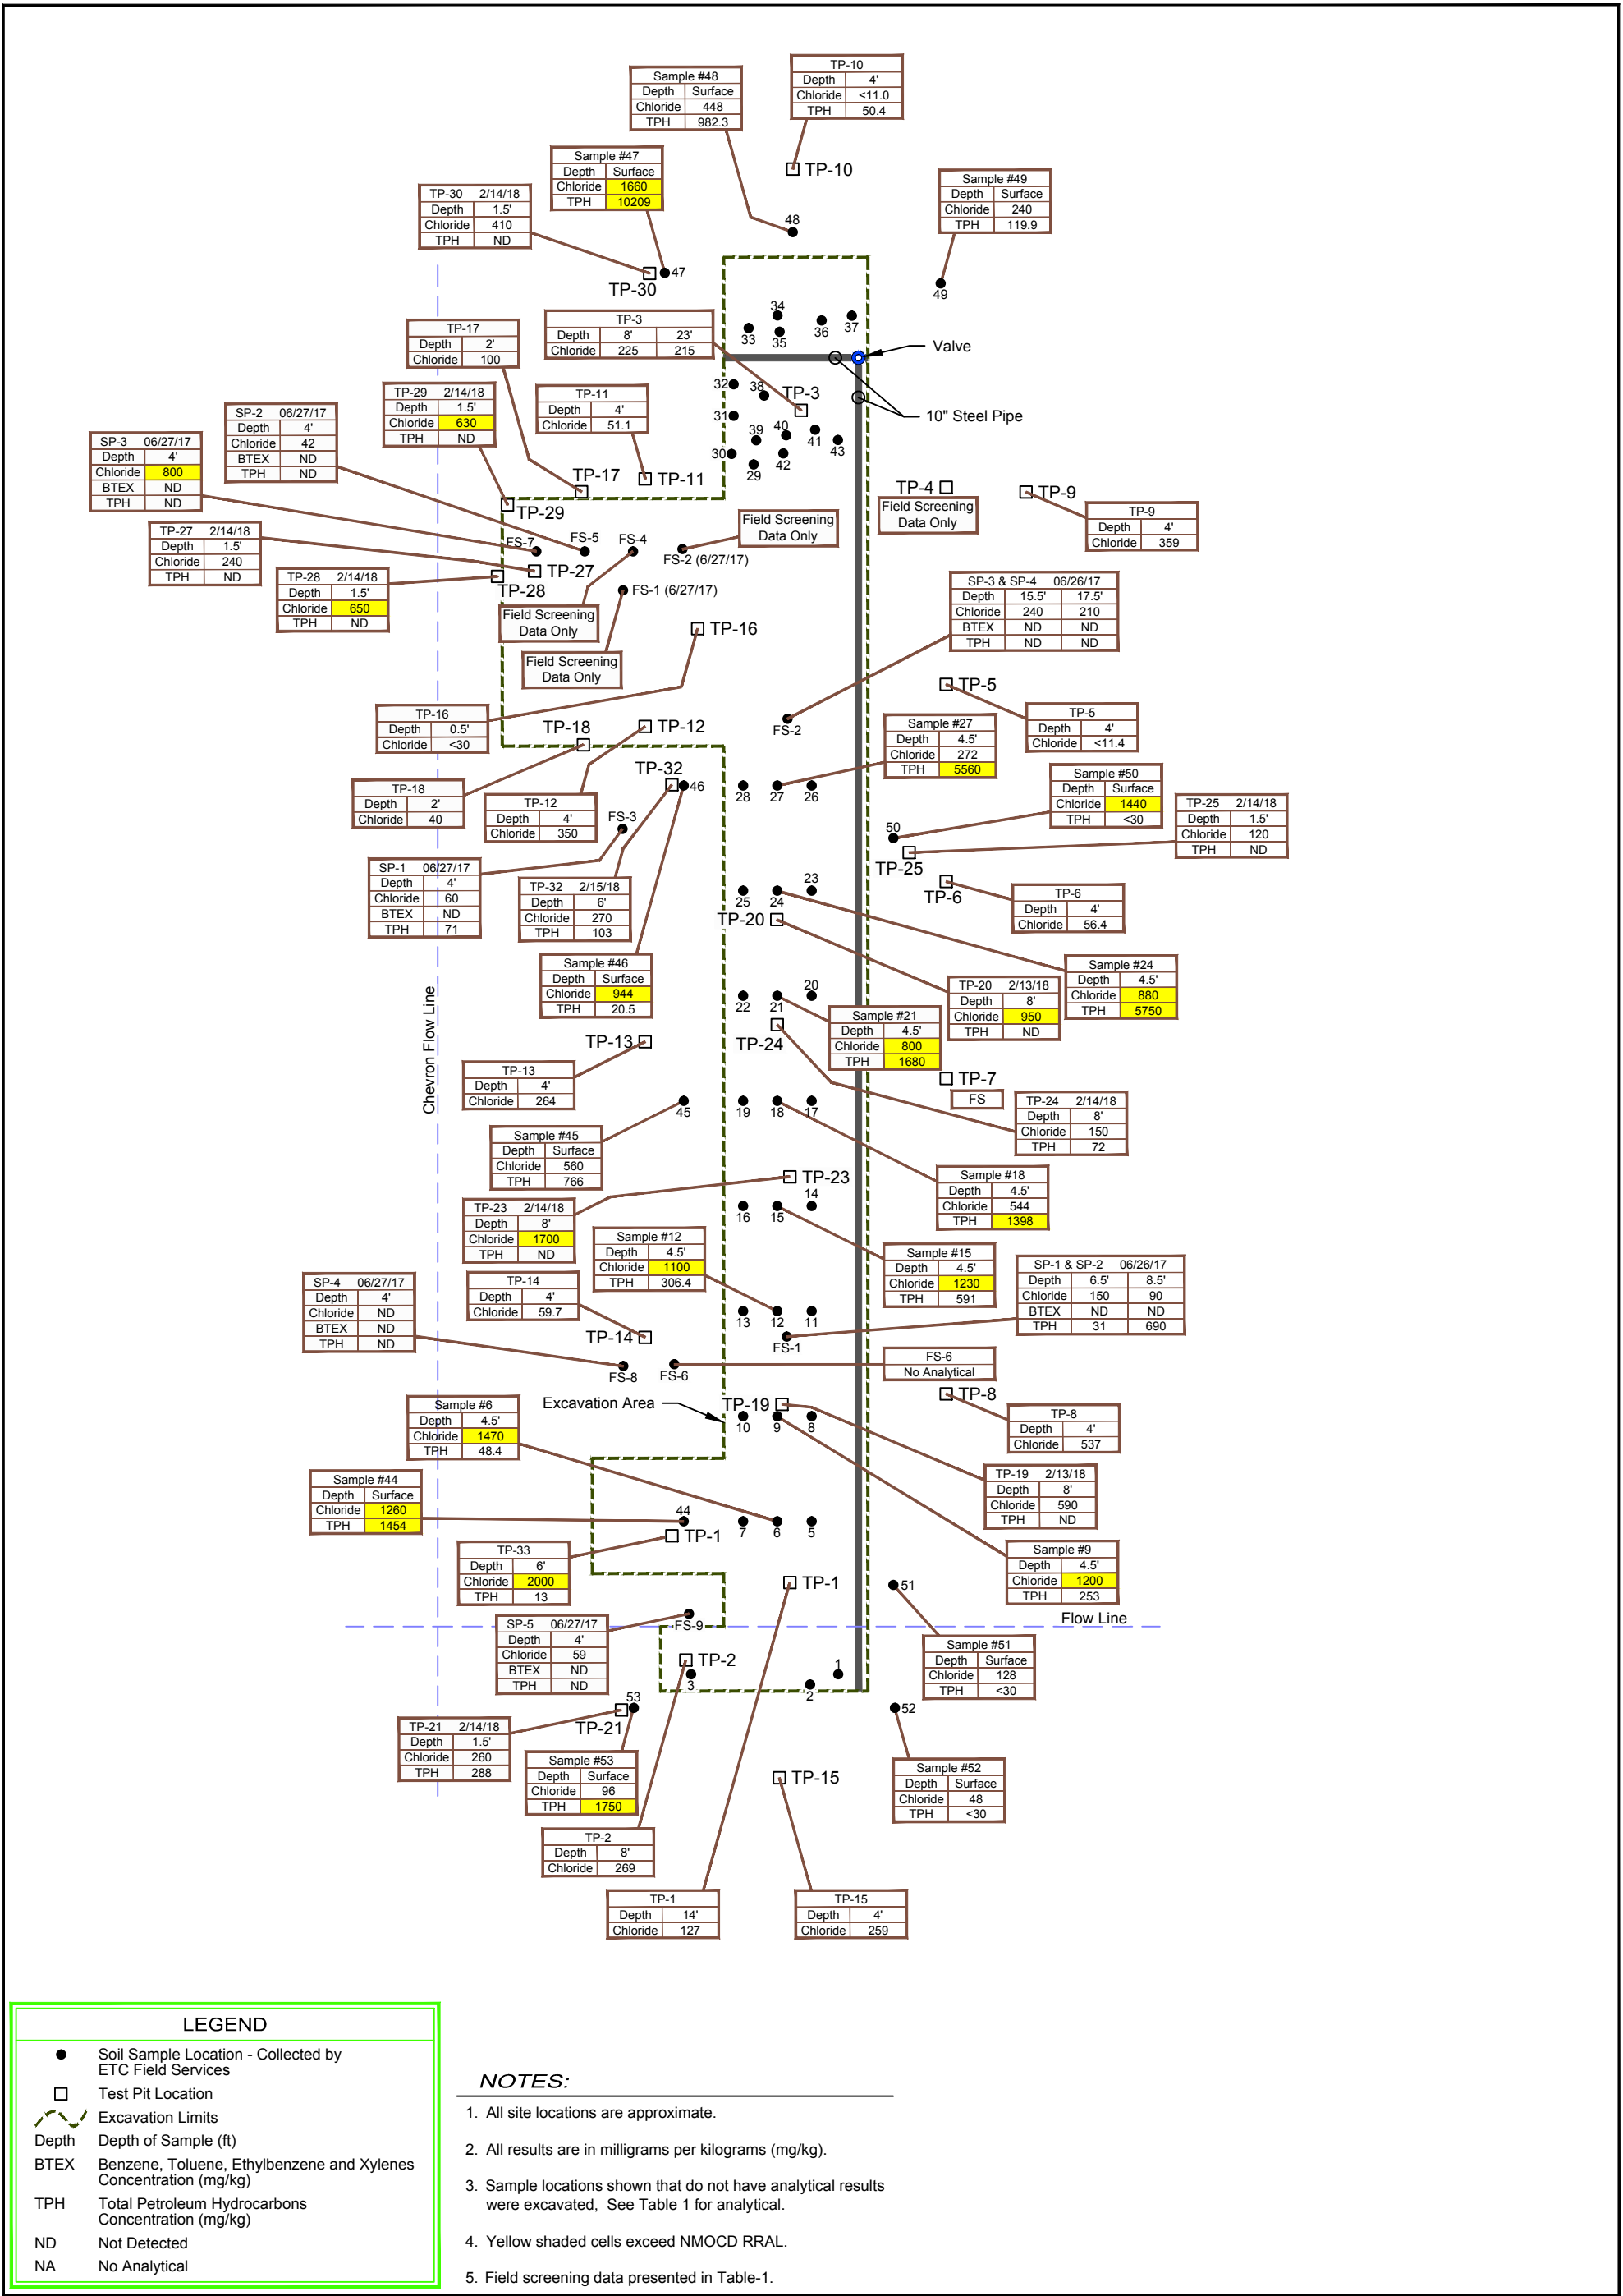 TP-10
Depth 4'
Chloride <11.0
TPH 50.4
Sample #48
Depth Surface
Chloride 448
TPH 982.3
Sample #47
Depth Surface
Chloride 1660
TPH 10209
TP-10
Sample #49
Depth Surface
Chloride 240
TPH 119.9
TP-30 2/14/18
Depth 1.5'
Chloride 410
TPH ND
48
47
TP-30
49
TP-3
Depth 8' 23'
Chloride 225 215
34
33
35
36
37
Valve
TP-17
Depth 2'
Chloride 100
TP-29 2/14/18
Depth 1.5'
Chloride 630
TPH ND
TP-11
Depth 4'
Chloride 51.1
32
38
TP-3
31
40
39
41
43
30
29
42
10" Steel Pipe
SP-2 06/27/17
Depth 4'
Chloride 42
BTEX ND
TPH ND
SP-3 06/27/17
Depth 4'
Chloride 800
BTEX ND
TPH ND
TP-17
TP-11
TP-29
TP-4
Field Screening
Data Only
TP-9
TP-9
Depth 4'
Chloride 359
Field Screening
Data Only
TP-27 2/14/18
Depth 1.5'
Chloride 240
TPH ND
FS-7
FS-5
FS-4
FS-2 (6/27/17)
TP-27
TP-28
TP-28 2/14/18
Depth 1.5'
Chloride 650
TPH ND
FS-1 (6/27/17)
Field Screening
Data Only
Field Screening
Data Only
SP-3 & SP-4 06/26/17
Depth 15.5' 17.5'
Chloride 240 210
BTEX ND ND
TPH ND ND
TP-16
TP-5
TP-16
Depth 0.5'
Chloride <30
TP-18
TP-12
FS-2
TP-5
Depth 4'
Chloride <11.4
Sample #27
Depth 4.5'
Chloride 272
TPH 5560
TP-32
46
28
27
26
Sample #50
Depth Surface
Chloride 1440
TPH <30
TP-18
Depth 2'
Chloride 40
TP-12
Depth 4'
Chloride 350
FS-3
50
TP-25
TP-25 2/14/18
Depth 1.5'
Chloride 120
TPH ND
SP-1 06/27/17
Depth 4'
Chloride 60
BTEX ND
TPH 71
TP-32 2/15/18
Depth 6'
Chloride 270
TPH 103
25
24
23
TP-20
TP-6
TP-6
Depth 4'
Chloride 56.4
Sample #46
Depth Surface
Chloride 944
TPH 20.5
Sample #24
Depth 4.5'
Chloride 880
TPH 5750
TP-20 2/13/18
Depth 8'
Chloride 950
TPH ND
22
21
20
Sample #21
Depth 4.5'
Chloride 800
TPH 1680
TP-24
TP-13
Chevron Flow Line
TP-13
Depth 4'
Chloride 264
TP-7
FS
45
19
18
17
TP-24 2/14/18
Depth 8'
Chloride 150
TPH 72
Sample #45
Depth Surface
Chloride 560
TPH 766
Sample #18
Depth 4.5'
Chloride 544
TPH 1398
TP-23
14
16
15
TP-23 2/14/18
Depth 8'
Chloride 1700
TPH ND
Sample #12
Depth 4.5'
Chloride 1100
TPH 306.4
Sample #15
Depth 4.5'
Chloride 1230
TPH 591
SP-1 & SP-2 06/26/17
Depth 6.5' 8.5'
Chloride 150 90
BTEX ND ND
TPH 31 690
SP-4 06/27/17
Depth 4'
Chloride ND
BTEX ND
TPH ND
TP-14
Depth 4'
Chloride 59.7
13
12
11
TP-14
FS-1
FS-8
FS-6
FS-6
No Analytical
TP-8
TP-19
10
9
8
Excavation Area
Sample #6
Depth 4.5'
Chloride 1470
TPH 48.4
TP-8
Depth 4'
Chloride 537
TP-19 2/13/18
Depth 8'
Chloride 590
TPH ND
Sample #44
Depth Surface
Chloride 1260
TPH 1454
44
TP-1
7
6
5
TP-33
Depth 6'
Chloride 2000
TPH 13
Sample #9
Depth 4.5'
Chloride 1200
TPH 253
TP-1
51
SP-5 06/27/17
Depth 4'
Chloride 59
BTEX ND
TPH ND
FS-9
Flow Line
Sample #51
Depth Surface
Chloride 128
TPH <30
TP-2
3
1
2
53
TP-21
52
TP-21 2/14/18
Depth 1.5'
Chloride 260
TPH 288
Sample #53
Depth Surface
Chloride 96
TPH 1750
TP-15
Sample #52
Depth Surface
Chloride 48
TPH <30
TP-2
Depth 8'
Chloride 269
TP-1
Depth 14'
Chloride 127
TP-15
Depth 4'
Chloride 259
LEGEND
Soil Sample Location - Collected by
ETC Field Services
Test Pit Location
Excavation Limits
Depth Depth of Sample (ft)
BTEX Benzene, Toluene, Ethylbenzene and Xylenes
Concentration (mg/kg)
TPH Total Petroleum Hydrocarbons
Concentration (mg/kg)
ND Not Detected
NA No Analytical
NOTES:
1. All site locations are approximate.
2. All results are in milligrams per kilograms (mg/kg).
3. Sample locations shown that do not have analytical results
were excavated, See Table 1 for analytical.
4. Yellow shaded cells exceed NMOCD RRAL.
5. Field screening data presented in Table-1.